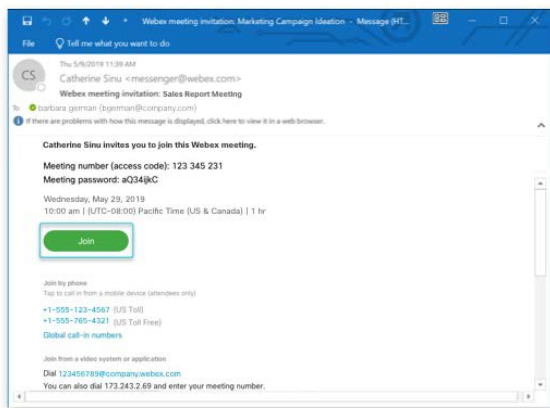 Webex meeting invitation: Marketing Campaign Ideation - Message (HT...
File Tell me what you want to do
CS
Thu 5/9/2019 11:39 AM
Catherine Sinu <messenger@webex.com>
Webex meeting invitation: Sales Report Meeting
To barbara german (bgerman@company.com)
If there are problems with how this message is displayed, click here to view it in a web browser.
Catherine Sinu invites you to join this Webex meeting.
Meeting number (access code): 123 345 231
Meeting password: aQ34ijkC
Wednesday, May 29, 2019
10:00 am | (UTC-08:00) Pacific Time (US & Canada) | 1 hr
Join
Join by phone
Tap to call in from a mobile device (attendees only)
+1-555-123-4567 (US Toll)
+1-555-765-4321 (US Toll Free)
Global call-in numbers
Join from a video system or application
Dial 123456789@company.webex.com
You can also dial 173.243.2.69 and enter your meeting number.